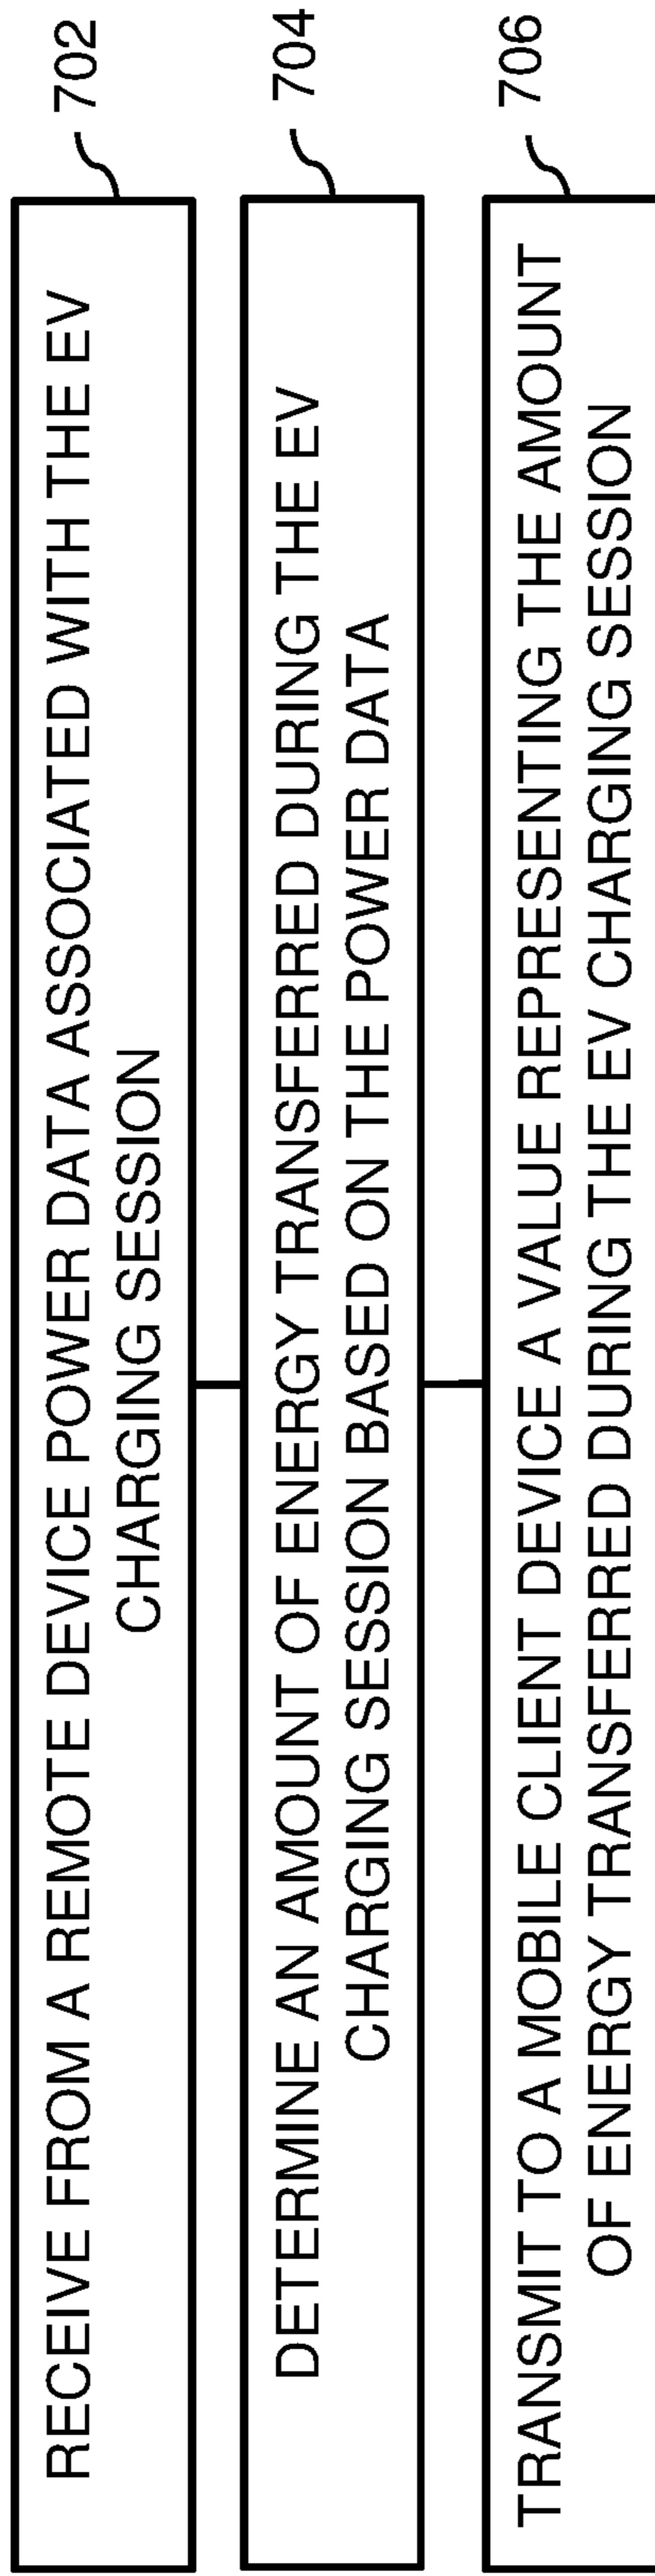 RECEIVE FROM A REMOTE DEVICE POWER DATA ASSOCIATED WITH THE EV
CHARGING SESSION
702
DETERMINE AN AMOUNT OF ENERGY TRANSFERRED DURING THE EV
CHARGING SESSION BASED ON THE POWER DATA
704
TRANSMIT TO A MOBILE CLIENT DEVICE A VALUE REPRESENTING THE AMOUNT
OF ENERGY TRANSFERRED DURING THE EV CHARGING SESSION
706